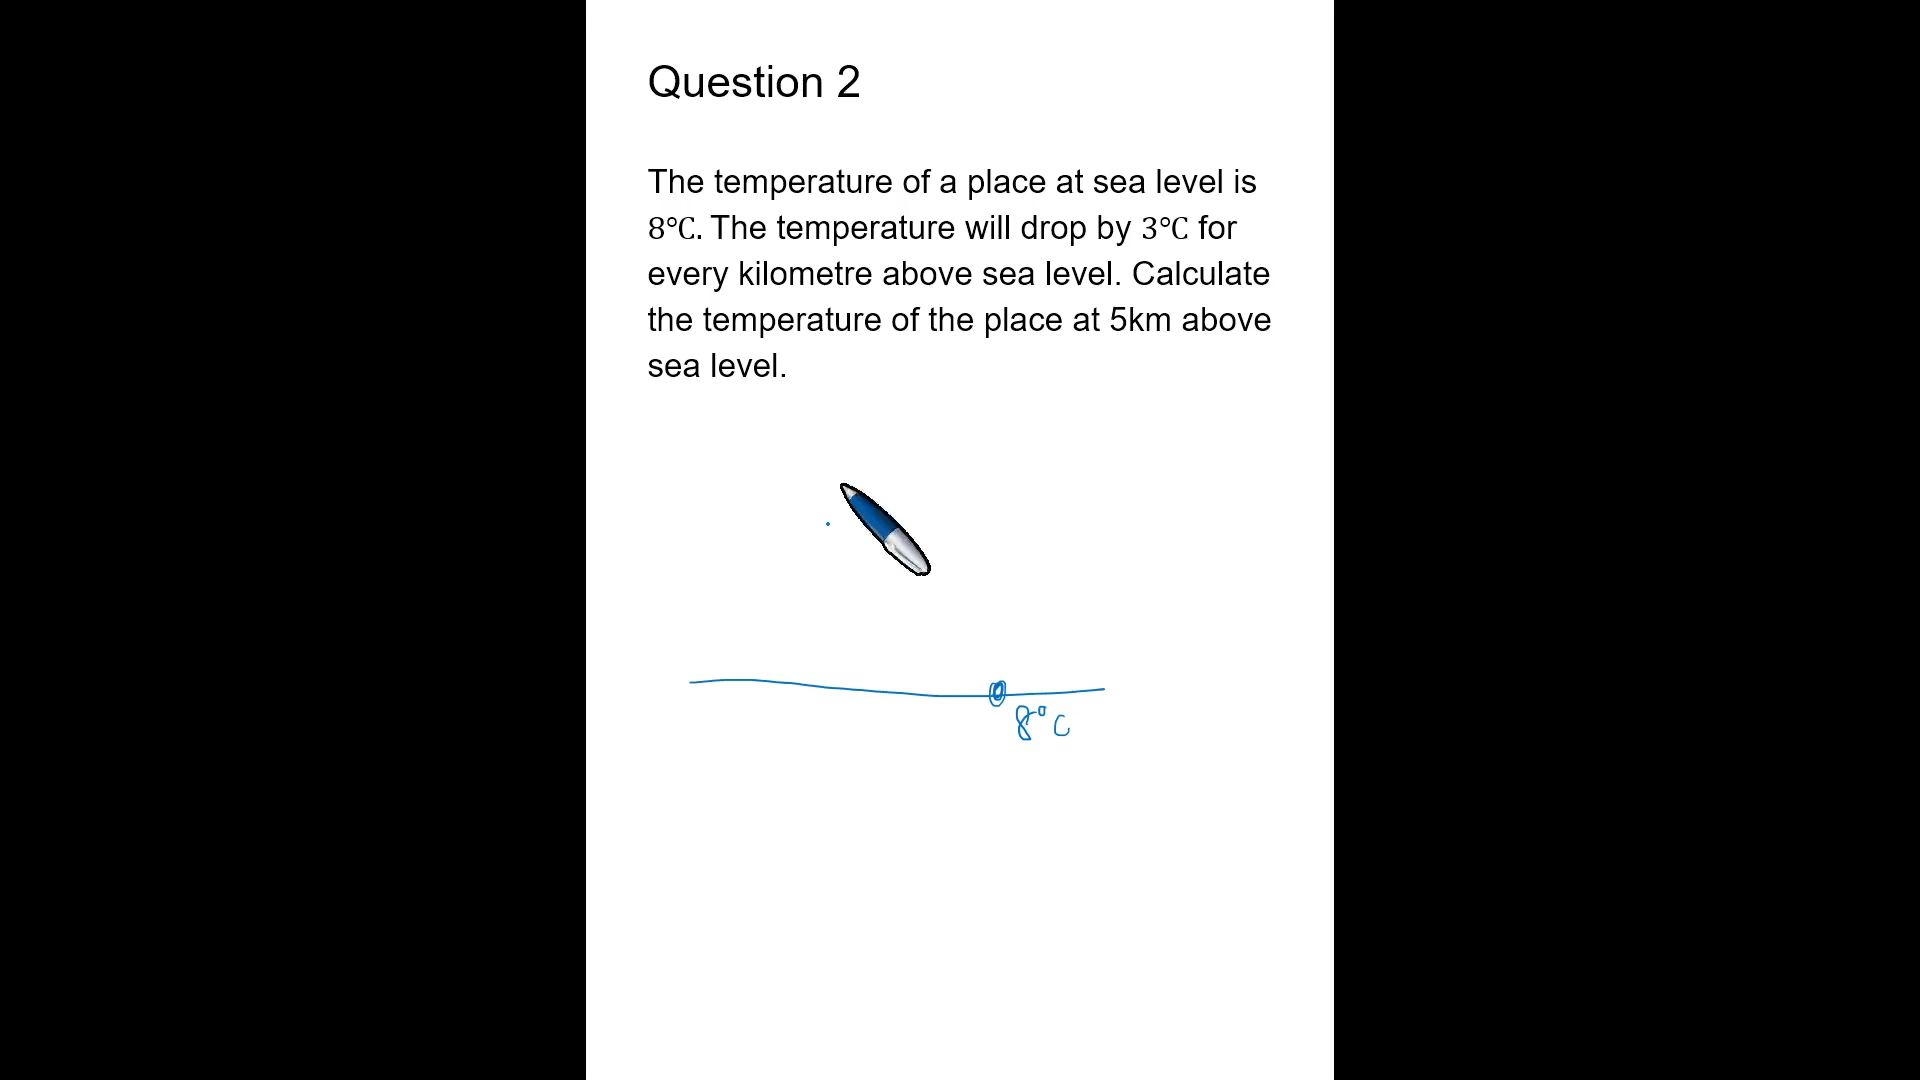 Question 2
The temperature of a place at sea level is
8°C. The temperature will drop by 3°C for
every kilometre above sea level. Calculate
the temperature of the place at 5km above
sea level.
8°C